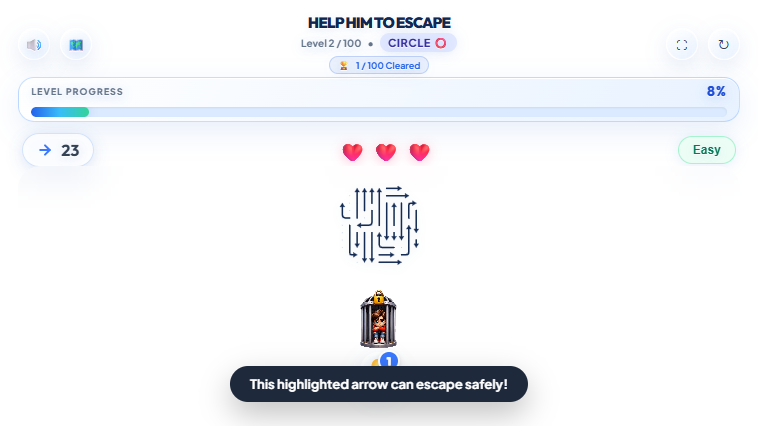 HELP HIM TO ESCAPE
Level 2 / 100 • CIRCLE
1 / 100 Cleared
LEVEL PROGRESS 8%
23
Easy
1
This highlighted arrow can escape safely!